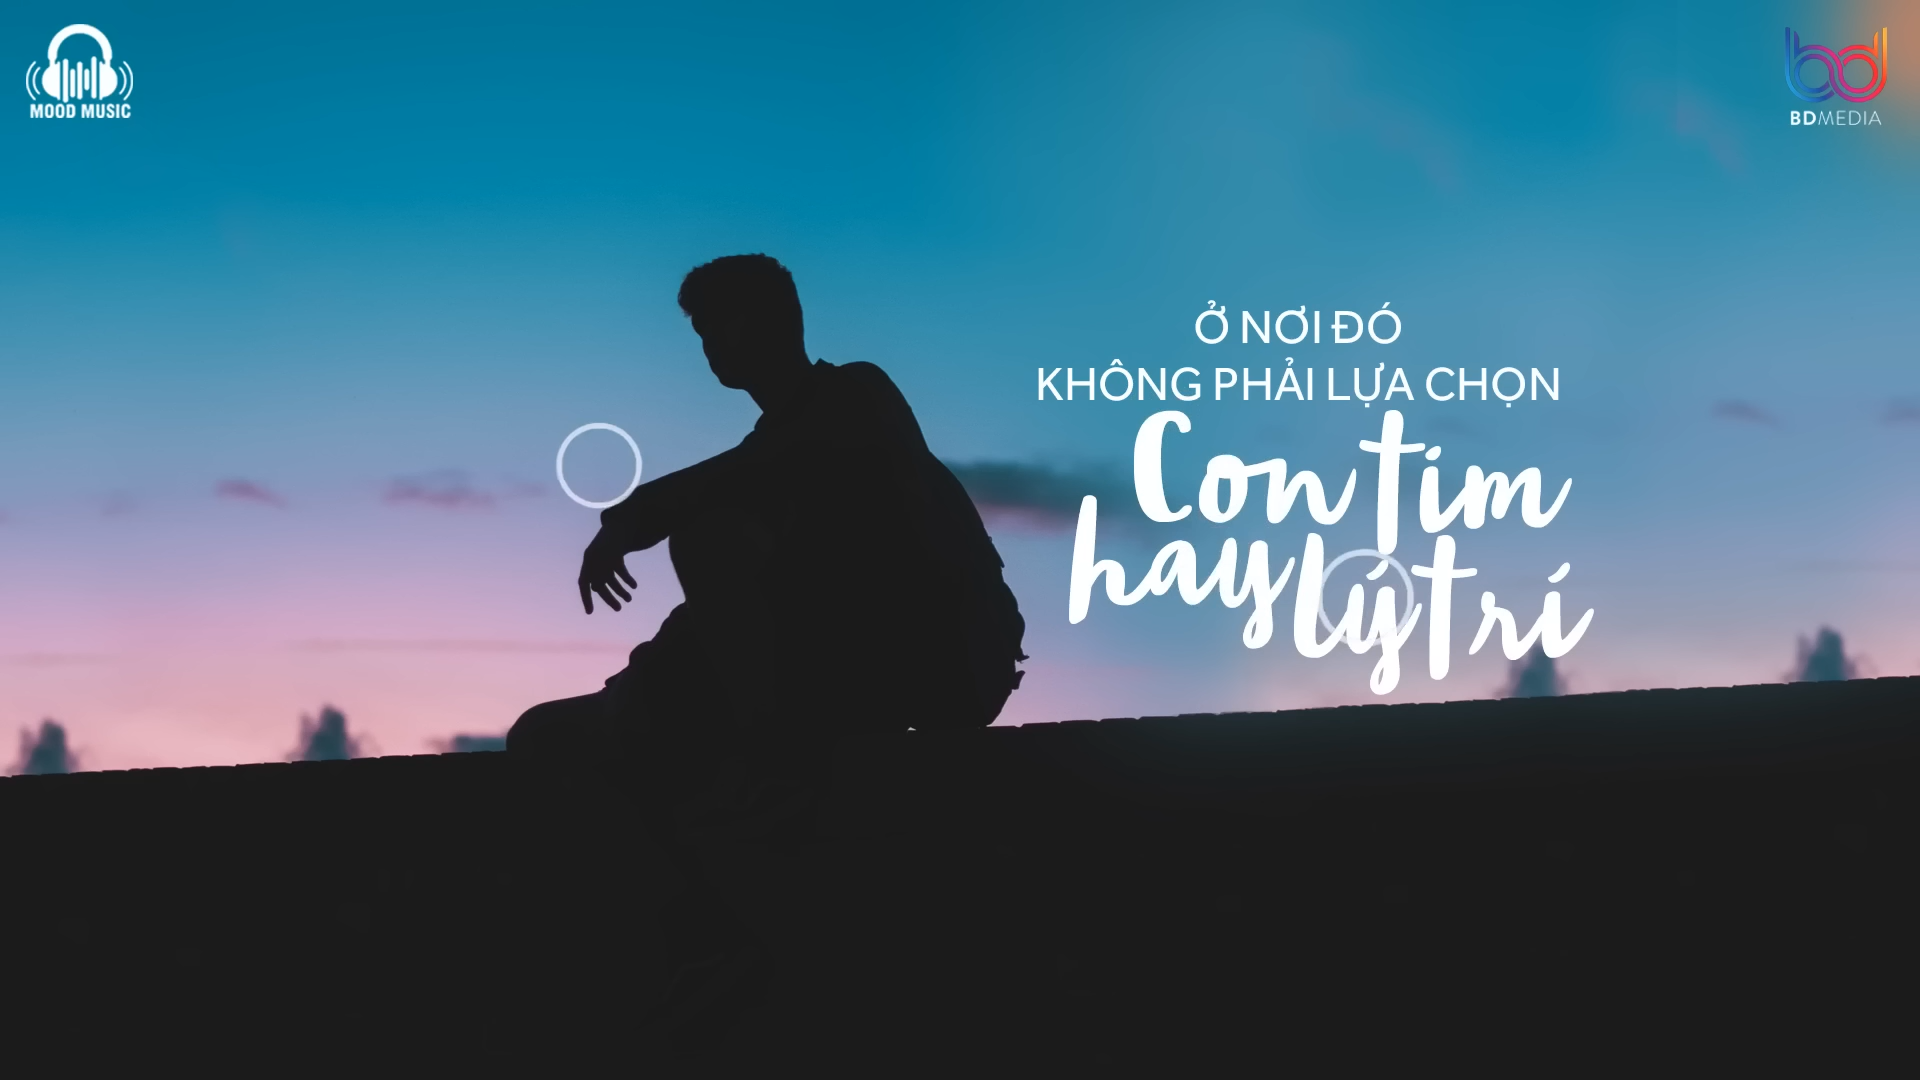 MOOD MUSIC
BDMEDIA
Ở NƠI ĐÓ
KHÔNG PHẢI LỰA CHỌN
Con tim
hay lý trí